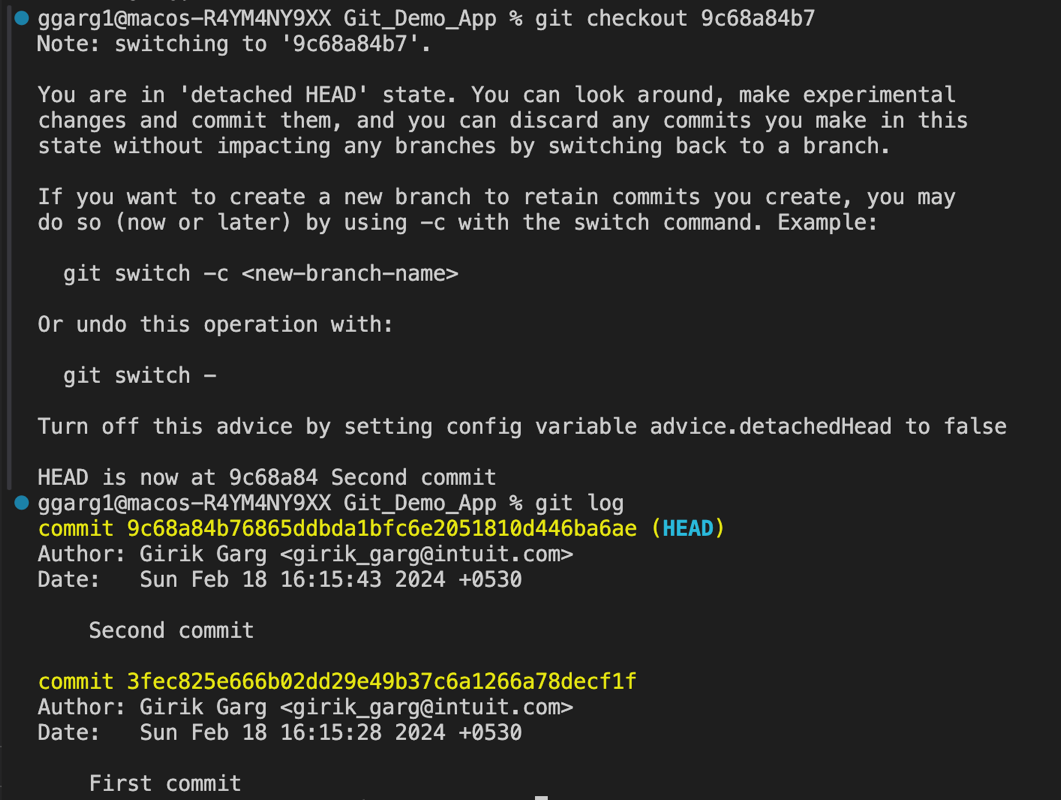 ggarg1@macos-R4YM4NY9XX Git_Demo_App % git checkout 9c68a84b7
Note: switching to '9c68a84b7'.
You are in 'detached HEAD' state. You can look around, make experimental
changes and commit them, and you can discard any commits you make in this
state without impacting any branches by switching back to a branch.
If you want to create a new branch to retain commits you create, you may
do so (now or later) by using -c with the switch command. Example:
git switch -c <new-branch-name>
Or undo this operation with:
git switch -
Turn off this advice by setting config variable advice.detachedHead to false
HEAD is now at 9c68a84 Second commit
ggarg1@macos-R4YM4NY9XX Git_Demo_App % git log
commit 9c68a84b76865ddbda1bfc6e2051810d446ba6ae (HEAD)
Author: Girik Garg <girik_garg@intuit.com>
Date:   Sun Feb 18 16:15:43 2024 +0530
Second commit
commit 3fec825e666b02dd29e49b37c6a1266a78decf1f
Author: Girik Garg <girik_garg@intuit.com>
Date:   Sun Feb 18 16:15:28 2024 +0530
First commit